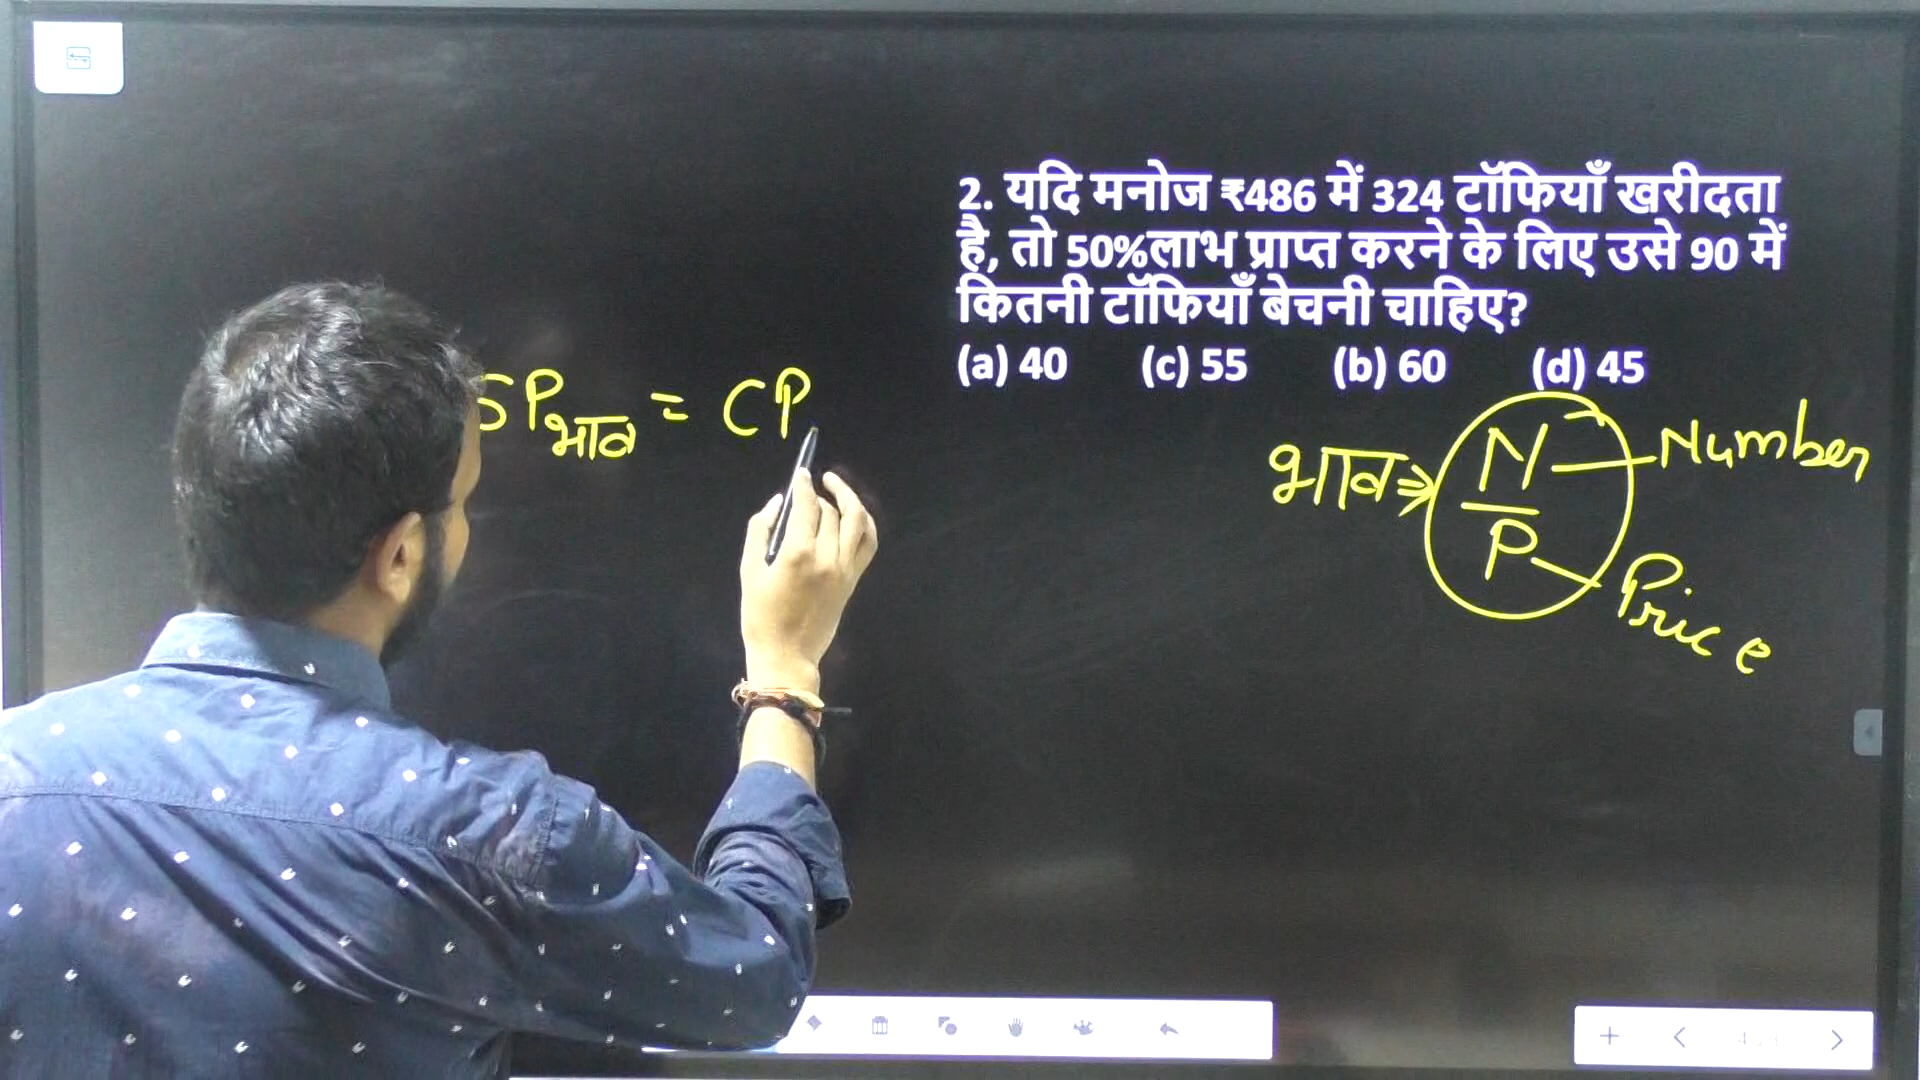 2. यदि मनोज ₹486 में 324 टॉफियाँ खरीदता
है, तो 50%लाभ प्राप्त करने के लिए उसे 90 में
कितनी टॉफियाँ बेचनी चाहिए?
(a) 40 (c) 55 (b) 60 (d) 45
SP भाव = CP
भाव ⇒ N/P
Number
Price